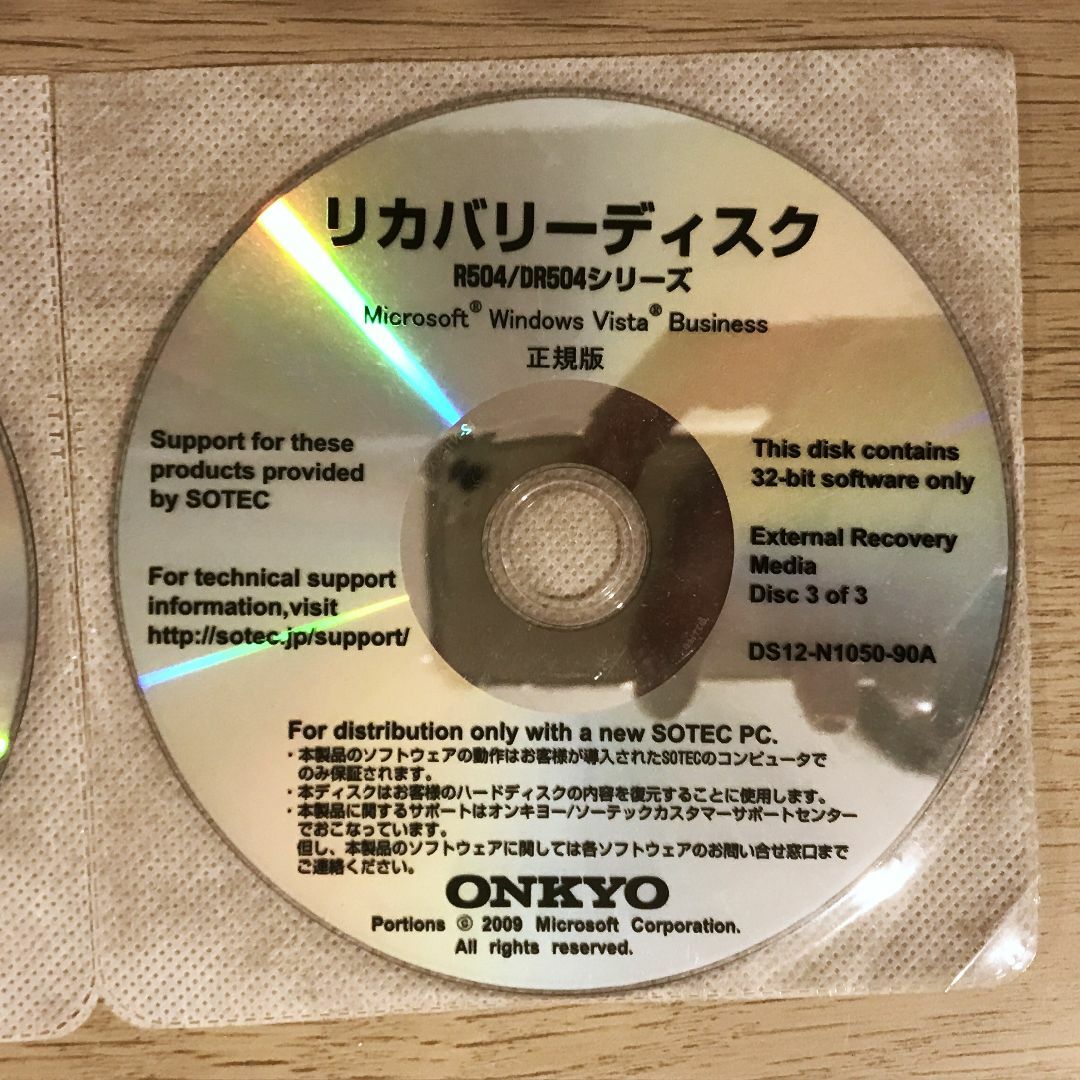 リカバリーディスク
R504/DR504シリーズ
Microsoft® Windows Vista® Business
正規版
Support for these
products provided
by SOTEC
For technical support
information,visit
http://sotec.jp/support/
This disk contains
32-bit software only
External Recovery
Media
Disc 3 of 3
DS12-N1050-90A
For distribution only with a new SOTEC PC.
・本製品のソフトウェアの動作はお客様が導入されたSOTECのコンピュータで
のみ保証されます。
・本ディスクはお客様のハードディスクの内容を復元することに使用します。
・本製品に関するサポートはオンキヨー/ソーテックカスタマーサポートセンター
でおこなっています。
但し、本製品のソフトウェアに関しては各ソフトウェアのお問い合せ窓口まで
ご連絡ください。
ONKYO
Portions © 2009 Microsoft Corporation.
All rights reserved.